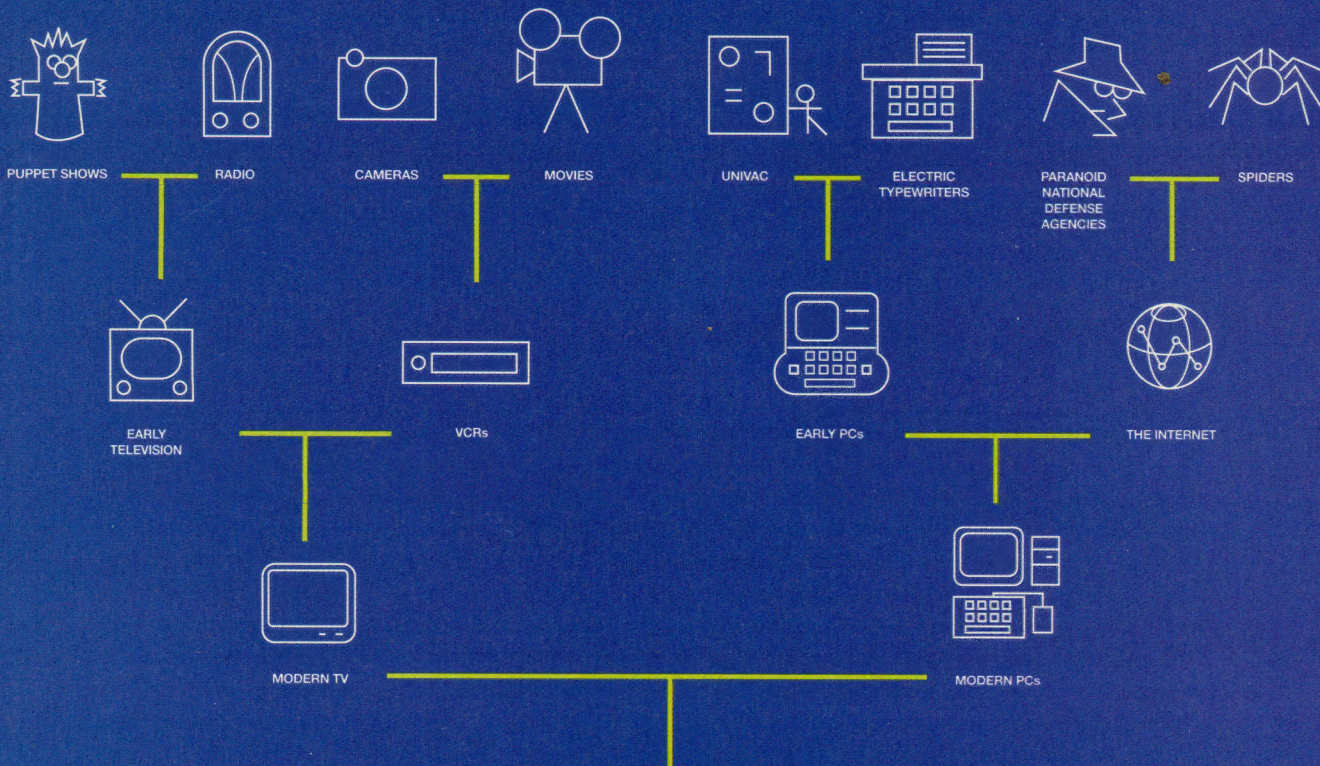 PUPPET SHOWS
RADIO
CAMERAS
MOVIES
UNIVAC
ELECTRIC
TYPEWRITERS
PARANOID
NATIONAL
DEFENSE
AGENCIES
SPIDERS
EARLY
TELEVISION
VCRs
EARLY PCs
THE INTERNET
MODERN TV
MODERN PCs